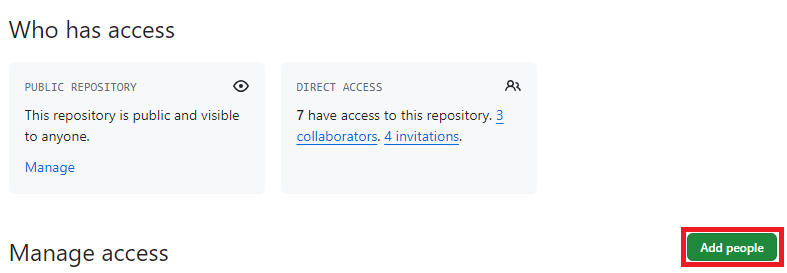 Who has access
PUBLIC REPOSITORY
This repository is public and visible
to anyone.
Manage
DIRECT ACCESS
7 have access to this repository. 3
collaborators. 4 invitations.
Manage access
Add people